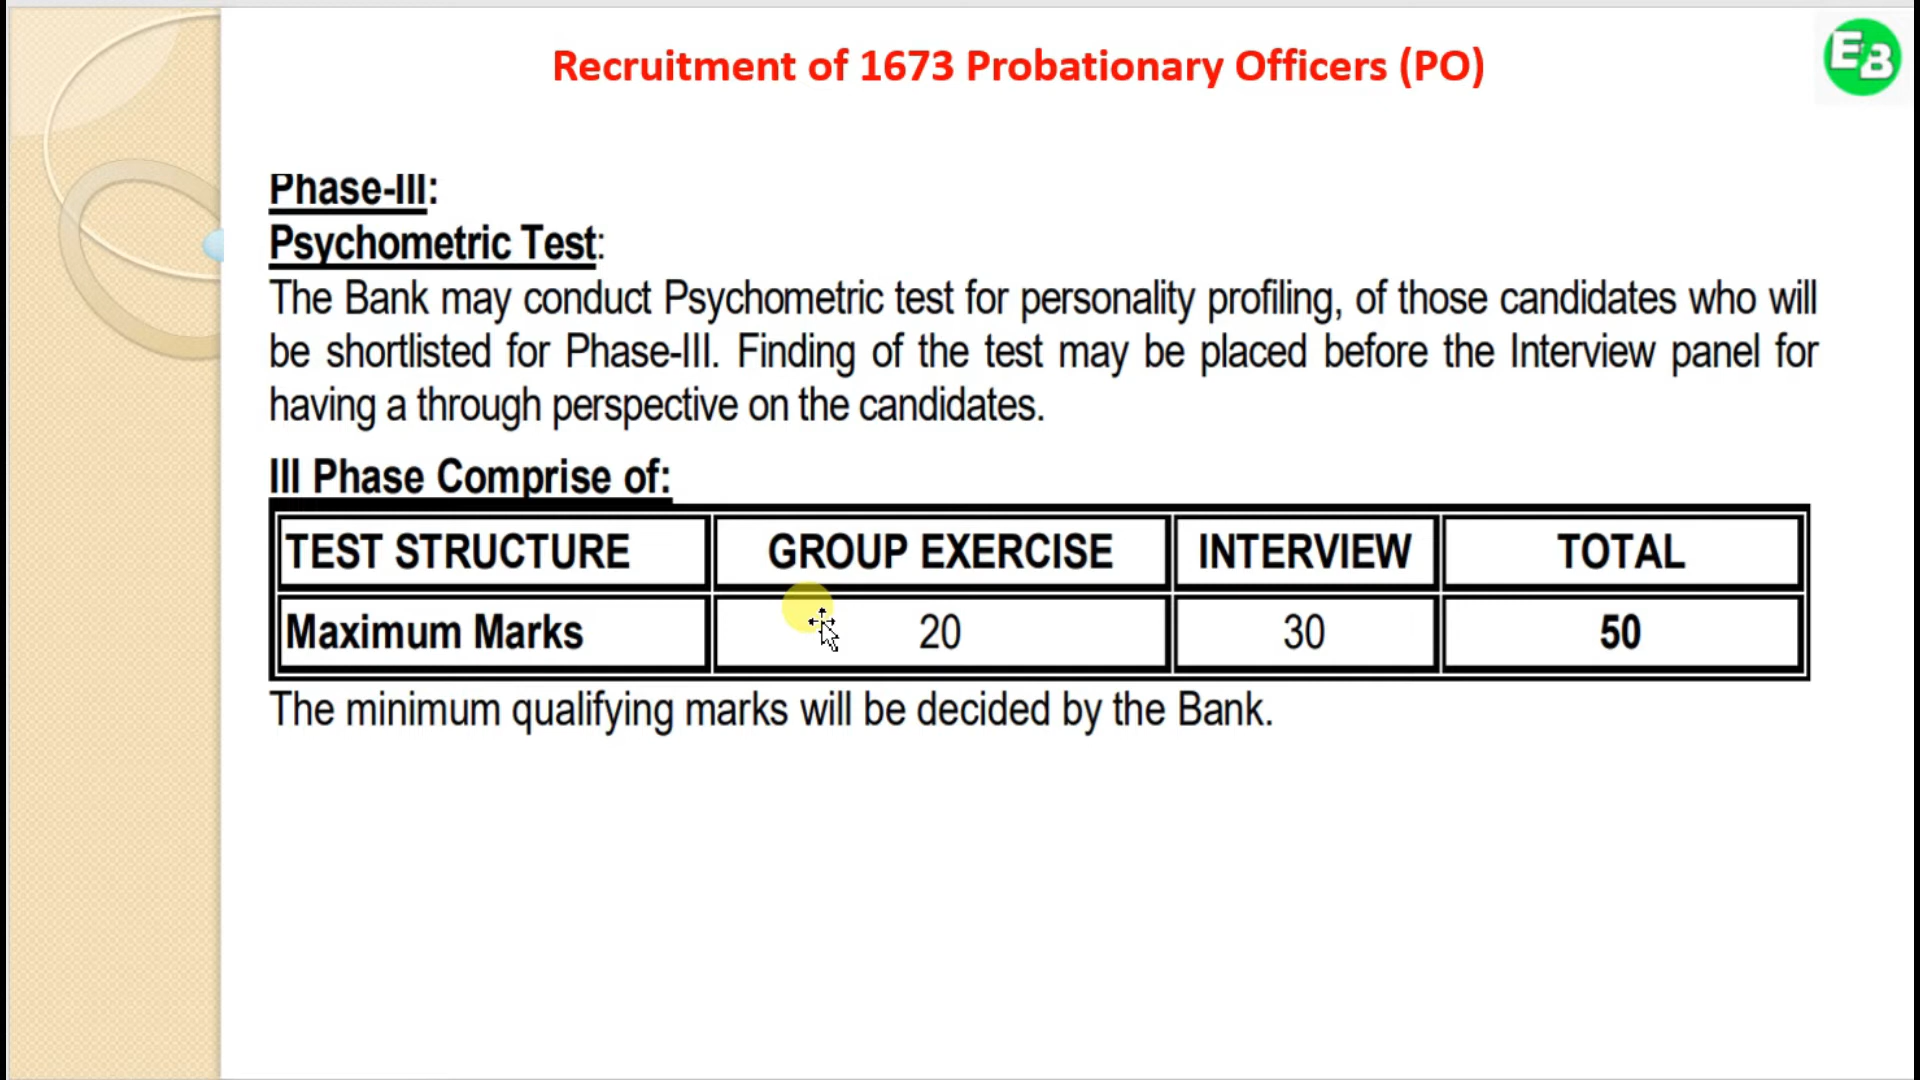 Recruitment of 1673 Probationary Officers (PO)
EB
Phase-III:
Psychometric Test:
The Bank may conduct Psychometric test for personality profiling, of those candidates who will
be shortlisted for Phase-III. Finding of the test may be placed before the Interview panel for
having a through perspective on the candidates.
III Phase Comprise of:
TEST STRUCTURE GROUP EXERCISE INTERVIEW TOTAL
Maximum Marks 20 30 50
The minimum qualifying marks will be decided by the Bank.